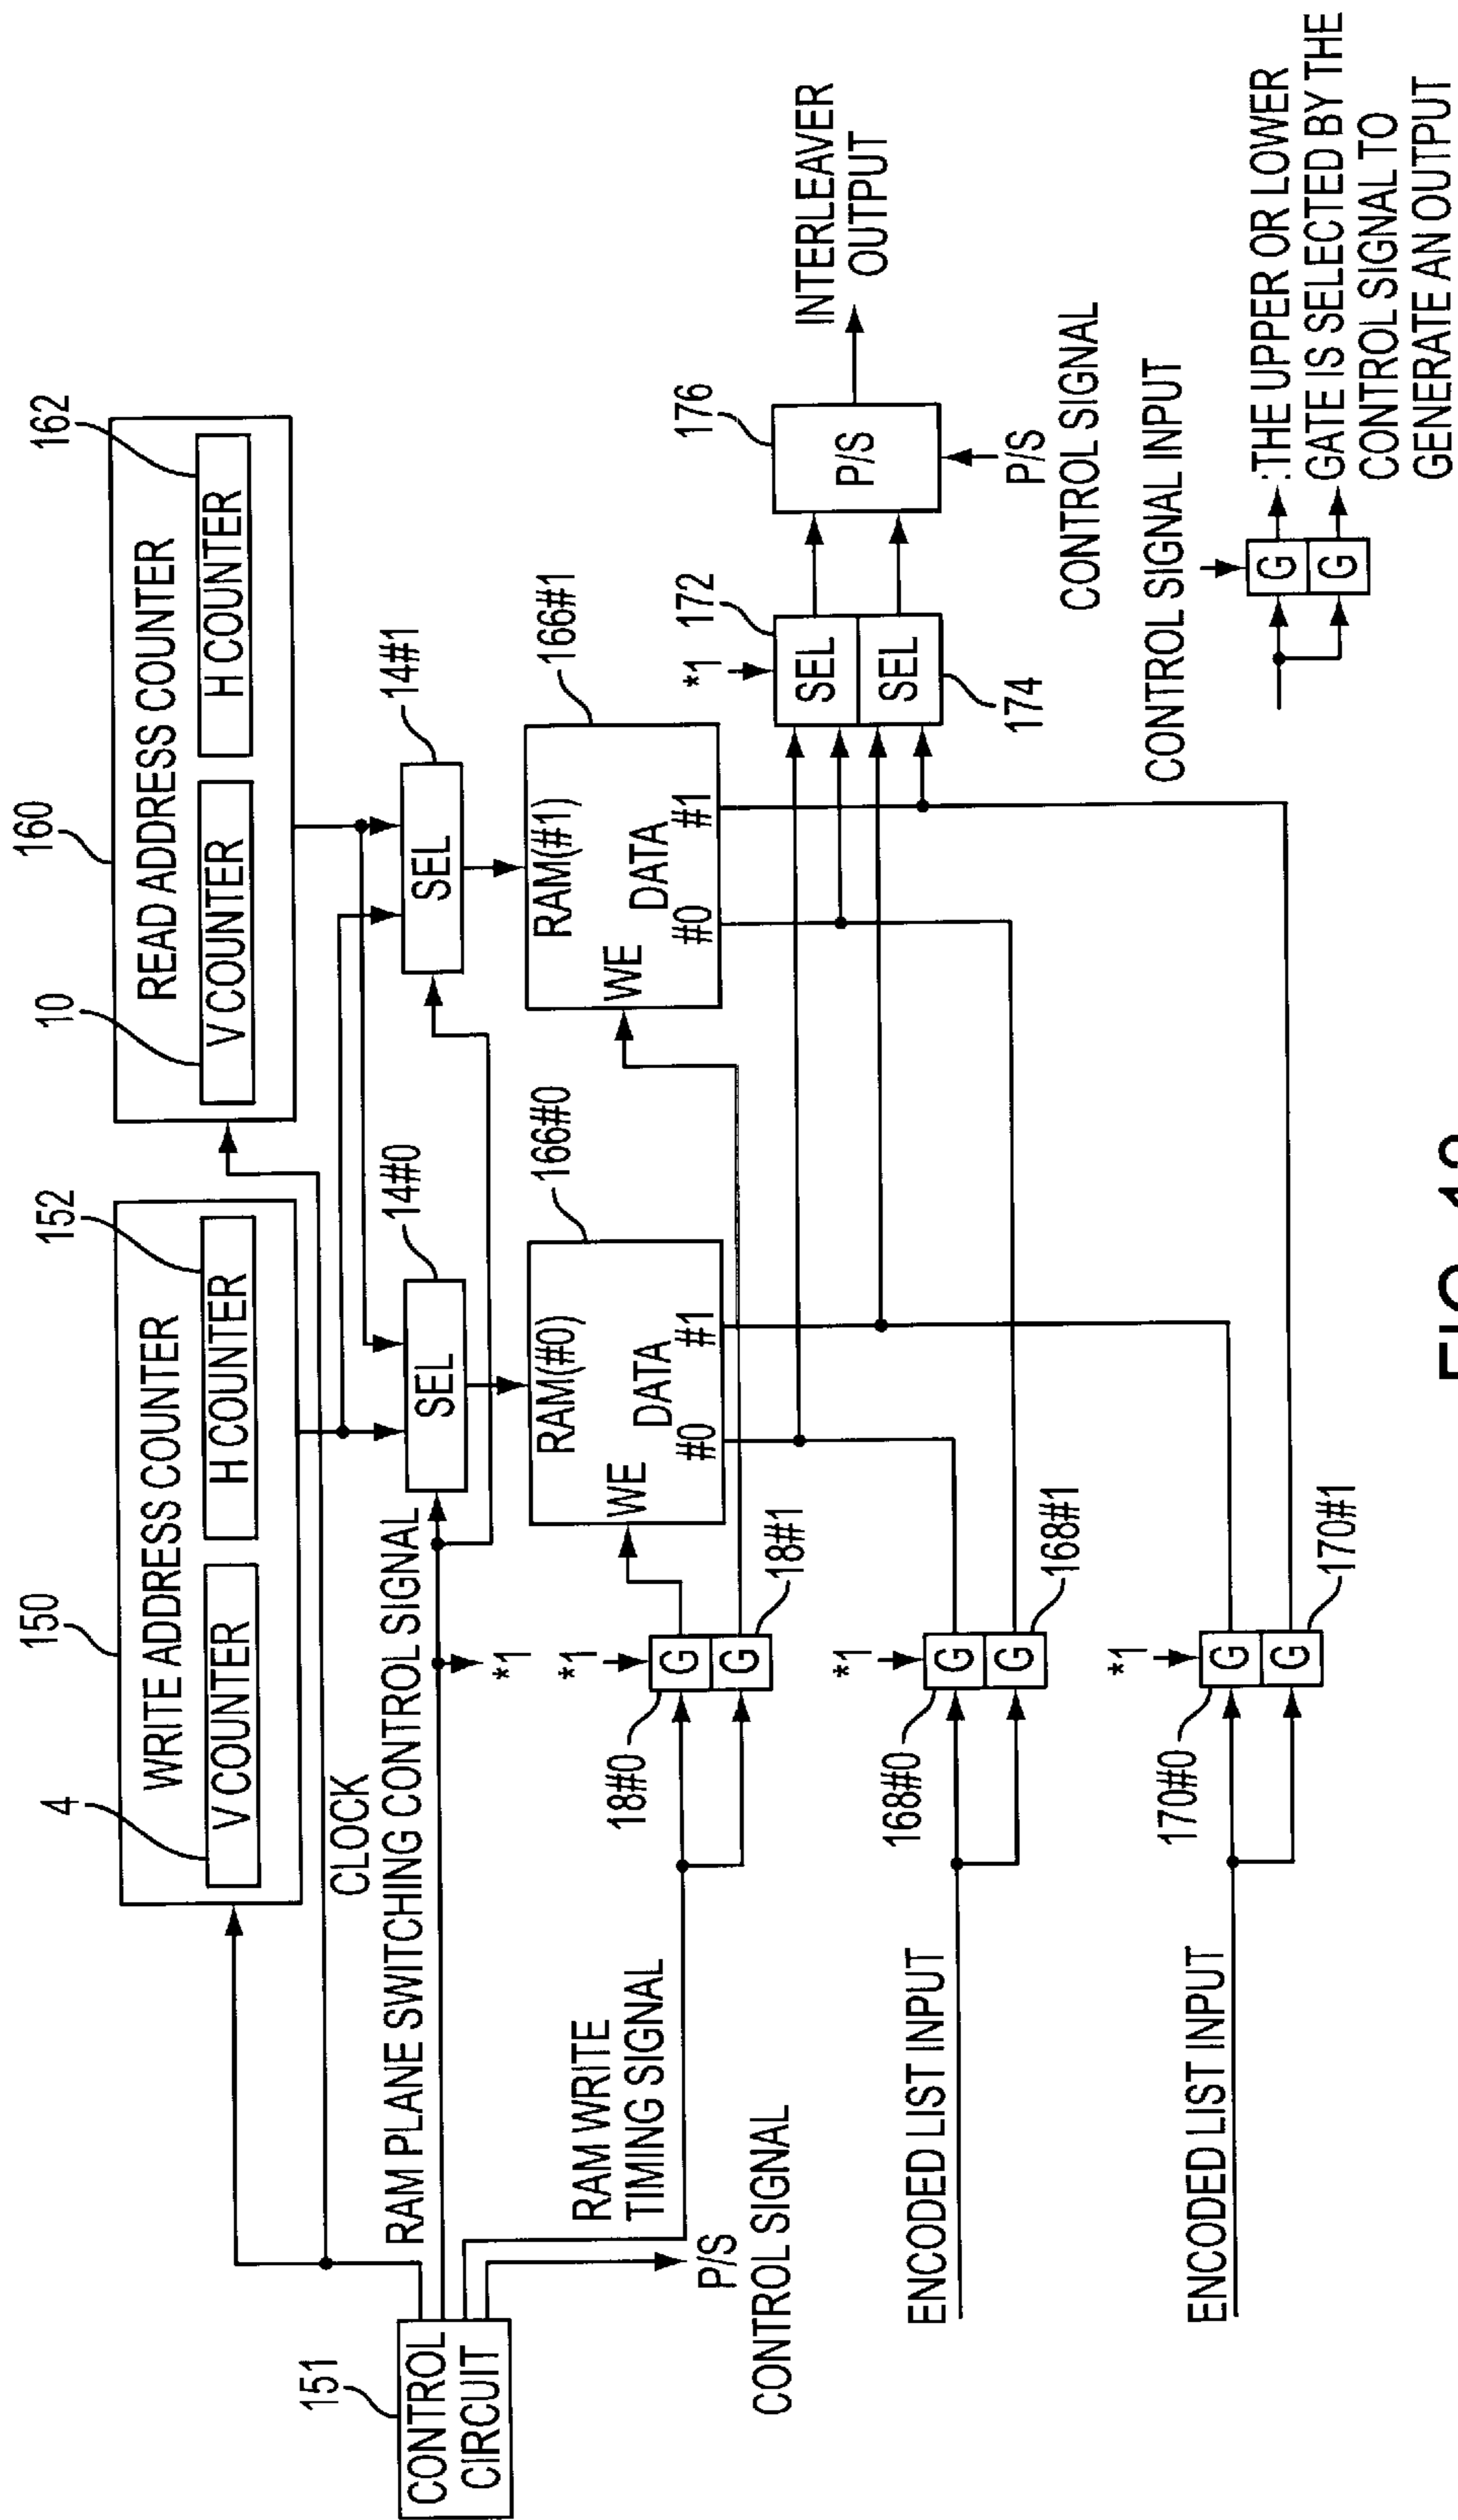 150
WRITE ADDRESS COUNTER
4
V COUNTER
152
H COUNTER
160
READ ADDRESS COUNTER
10
V COUNTER
162
H COUNTER
151
CONTROL
CIRCUIT
CLOCK
RAM PLANE SWITCHING CONTROL SIGNAL
*1
14#0
SEL
14#1
SEL
RAM WRITE
TIMING SIGNAL
P/S
CONTROL SIGNAL
*1
18#0
G
G
18#1
166#0
RAM(#0)
WE
DATA
#0
#1
166#1
RAM(#1)
WE
DATA
#0
#1
*1
172
SEL
SEL
174
176
P/S
P/S
CONTROL SIGNAL
INTERLEAVER
OUTPUT
ENCODED LIST INPUT
*1
168#0
G
G
168#1
ENCODED LIST INPUT
*1
170#0
G
G
170#1
CONTROL SIGNAL INPUT
G
G
:THE UPPER OR LOWER
GATE IS SELECTED BY THE
CONTROL SIGNAL TO
GENERATE AN OUTPUT